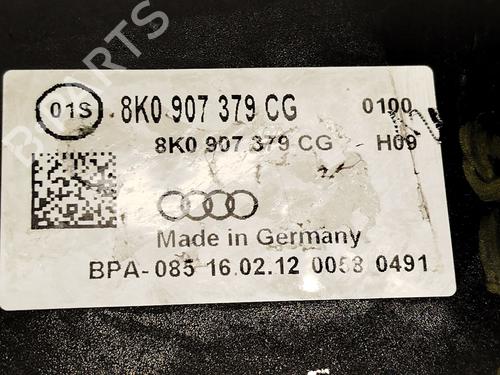 01S 8K0 907 379 CG 0100
8K0 907 379 CG H09
Made in Germany
BPA-085 16.02.12 0058 0491
PARTS